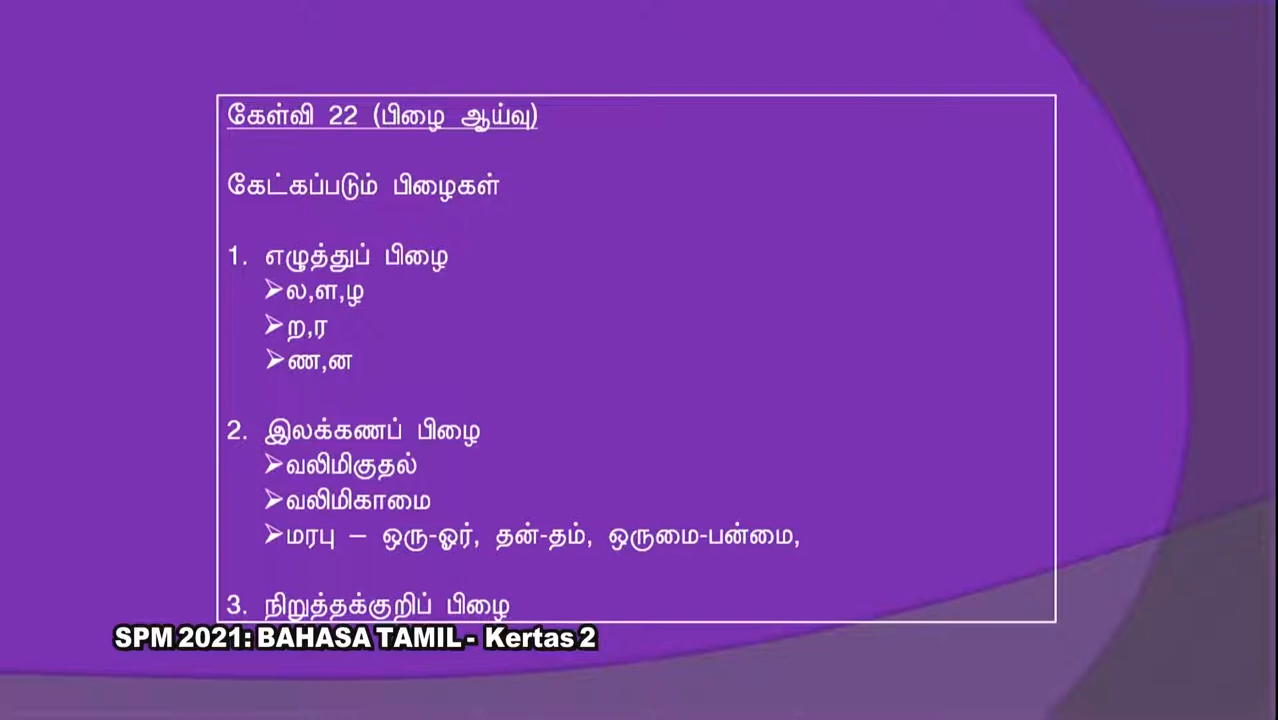 கேள்வி 22 (பிழை ஆய்வு)
கேட்கப்படும் பிழைகள்
1. எழுத்துப் பிழை
➢ல,ள,ழ
➢ற,ர
➢ண,ன
2. இலக்கணப் பிழை
➢வலிமிகுதல்
➢வலிமிகாமை
➢மரபு – ஒரு-ஓர், தன்-தம், ஒருமை-பன்மை,
3. நிறுத்தக்குறிப் பிழை
SPM 2021: BAHASA TAMIL - Kertas 2